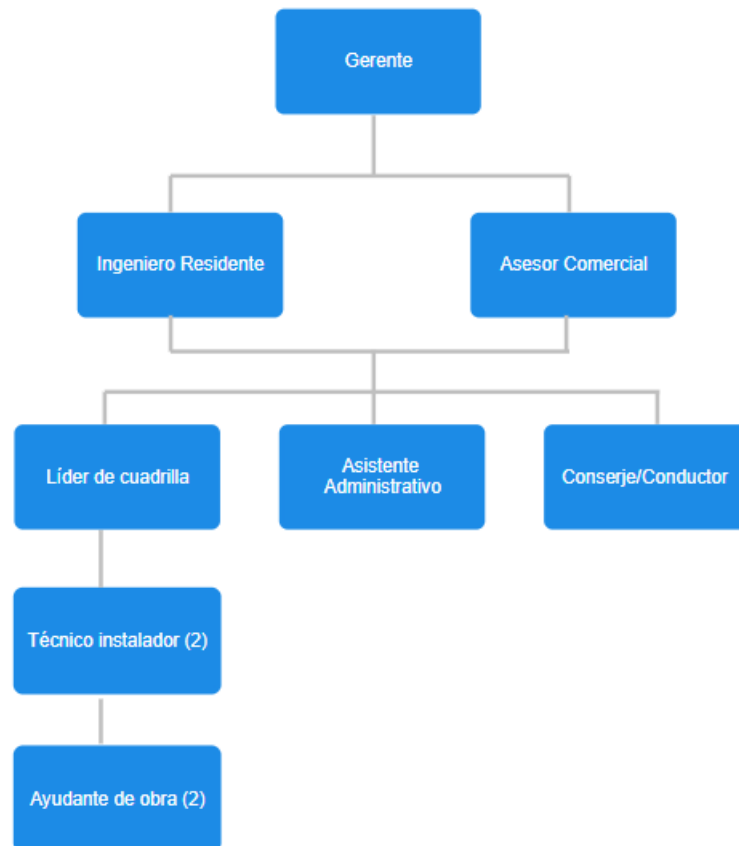 Gerente
Ingeniero Residente
Asesor Comercial
Líder de cuadrilla
Asistente
Administrativo
Conserje/Conductor
Técnico instalador (2)
Ayudante de obra (2)